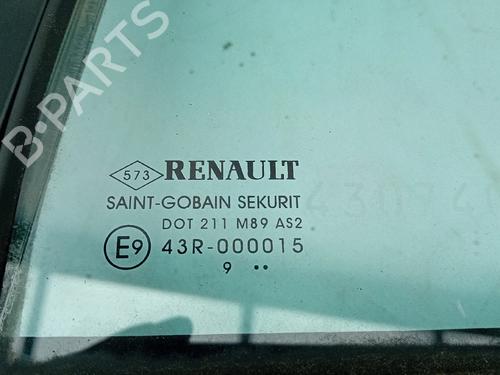 B-PARTS
573 RENAULT
SAINT-GOBAIN SEKURIT
DOT 211 M89 AS2
E9 43R-000015
9 ••